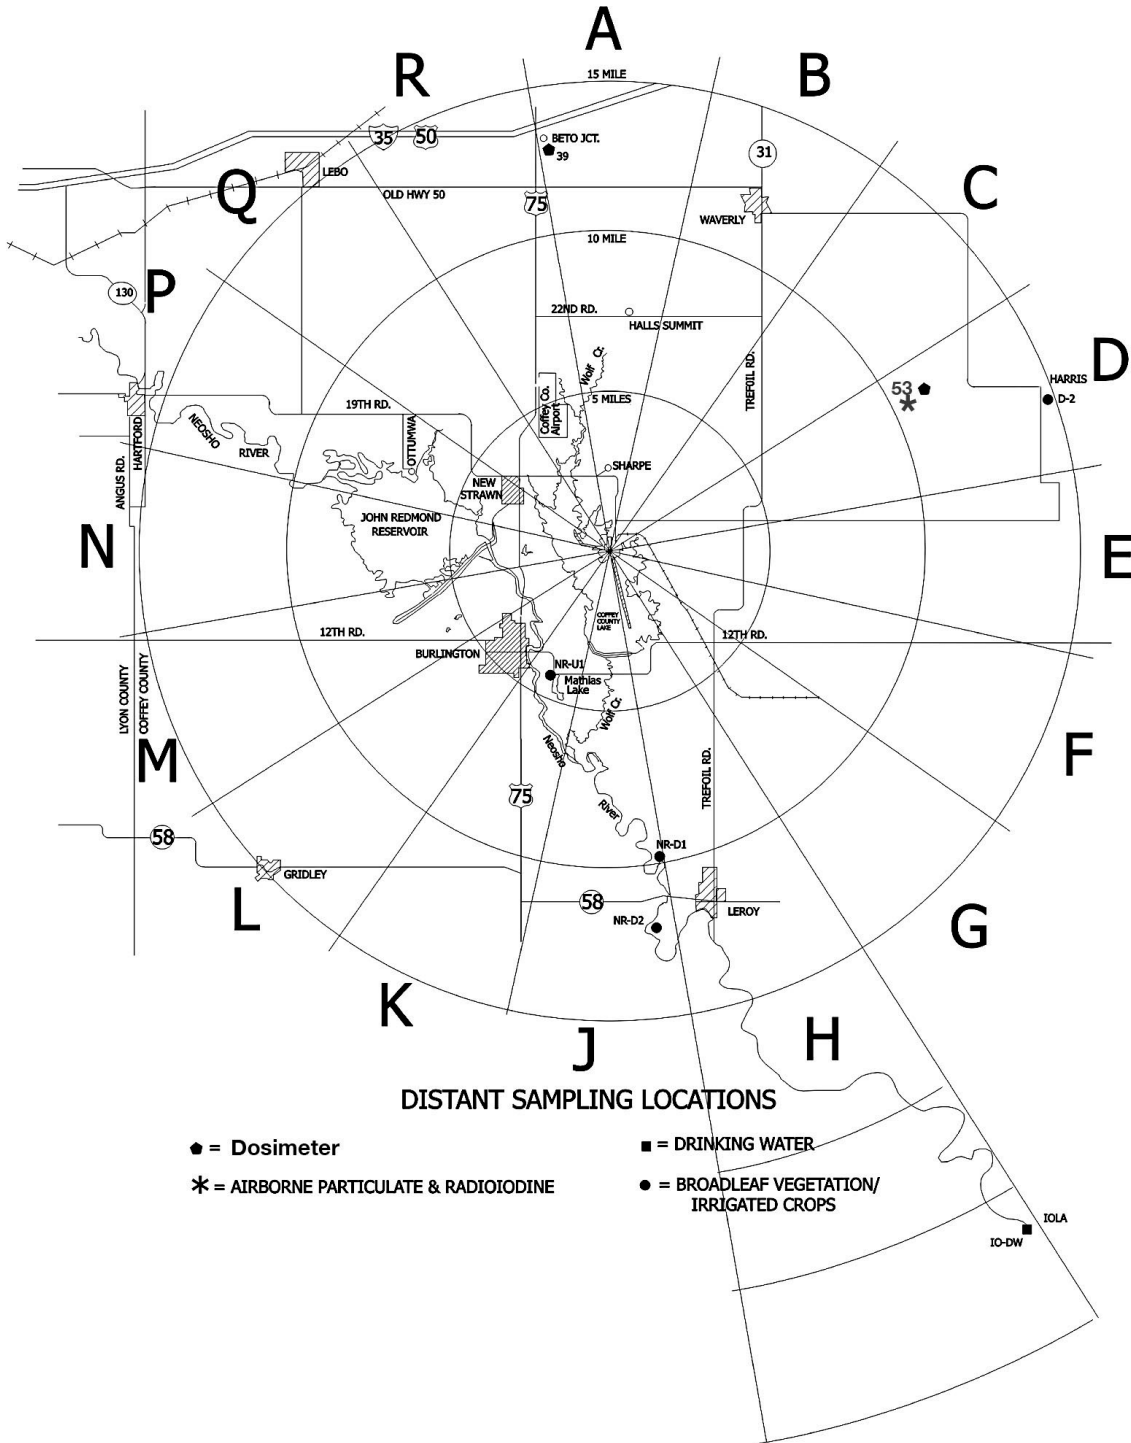 A
R
B
15 MILE
35
50
BETO JCT.
39
31
LEBO
Q
OLD HWY 50
75
WAVERLY
C
10 MILE
P
130
22ND RD.
HALLS SUMMIT
Wolf Cr.
TREFOIL RD.
D
HARRIS
53
D-2
5 MILES
Coffey Co.
Airport
19TH RD.
NEOSHO
RIVER
OTTUMWA
HARTFORD
ANGUS RD.
SHARPE
NEW
STRAWN
JOHN REDMOND
RESERVOIR
N
E
COFFEY
COUNTY
LAKE
12TH RD.
12TH RD.
BURLINGTON
NR-U1
Mathias
Lake
LYON COUNTY
COFFEY COUNTY
Wolf Cr.
M
F
Neosho
River
TREFOIL RD.
75
58
NR-D1
GRIDLEY
58
LEROY
L
NR-D2
G
K
J
H
DISTANT SAMPLING LOCATIONS
= Dosimeter
= DRINKING WATER
= AIRBORNE PARTICULATE & RADIOIODINE
= BROADLEAF VEGETATION/
IRRIGATED CROPS
IOLA
IO-DW